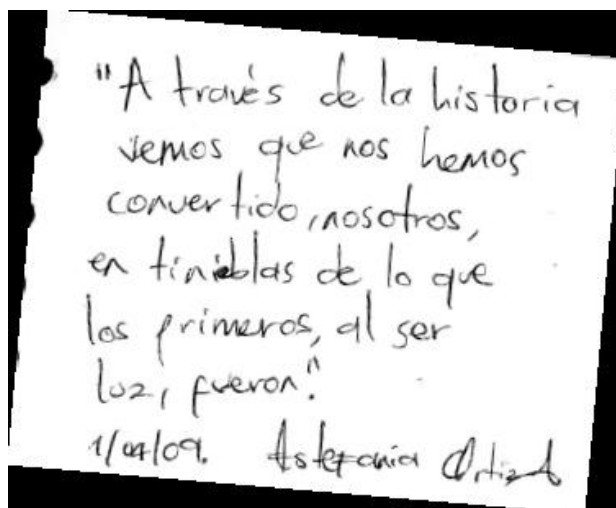 "A través de la historia
vemos que nos hemos
convertido, nosotros,
en tinieblas de lo que
los primeros, al ser
luz, fueron."
1/04/09. Estefania Ortiz